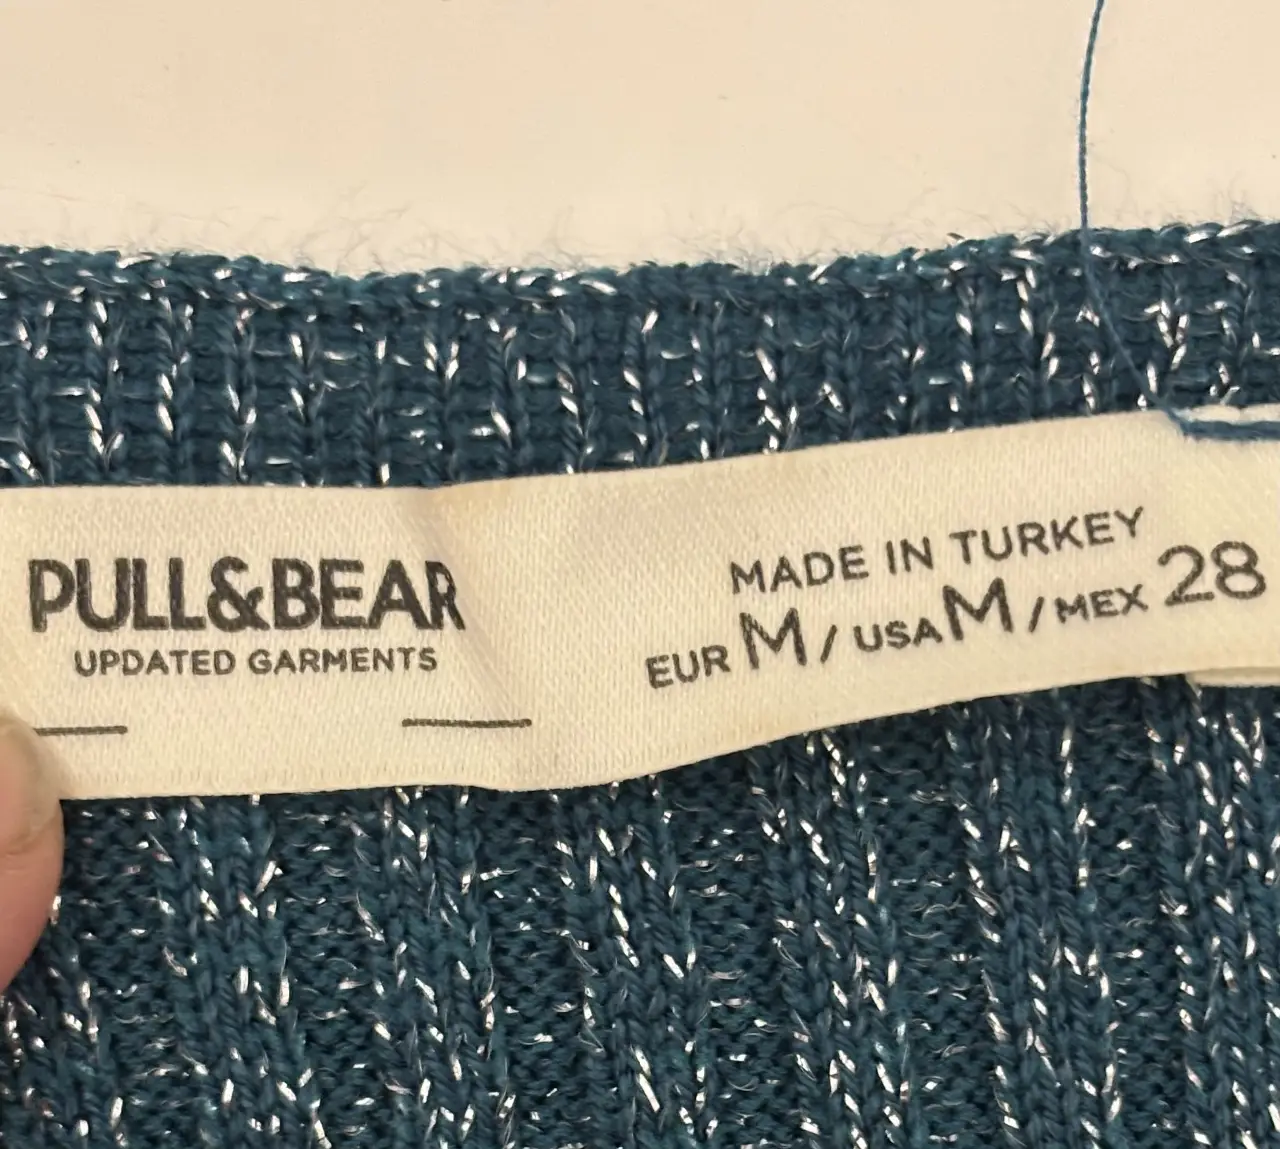 PULL&BEAR
UPDATED GARMENTS
MADE IN TURKEY
EUR M / USA M / MEX 28